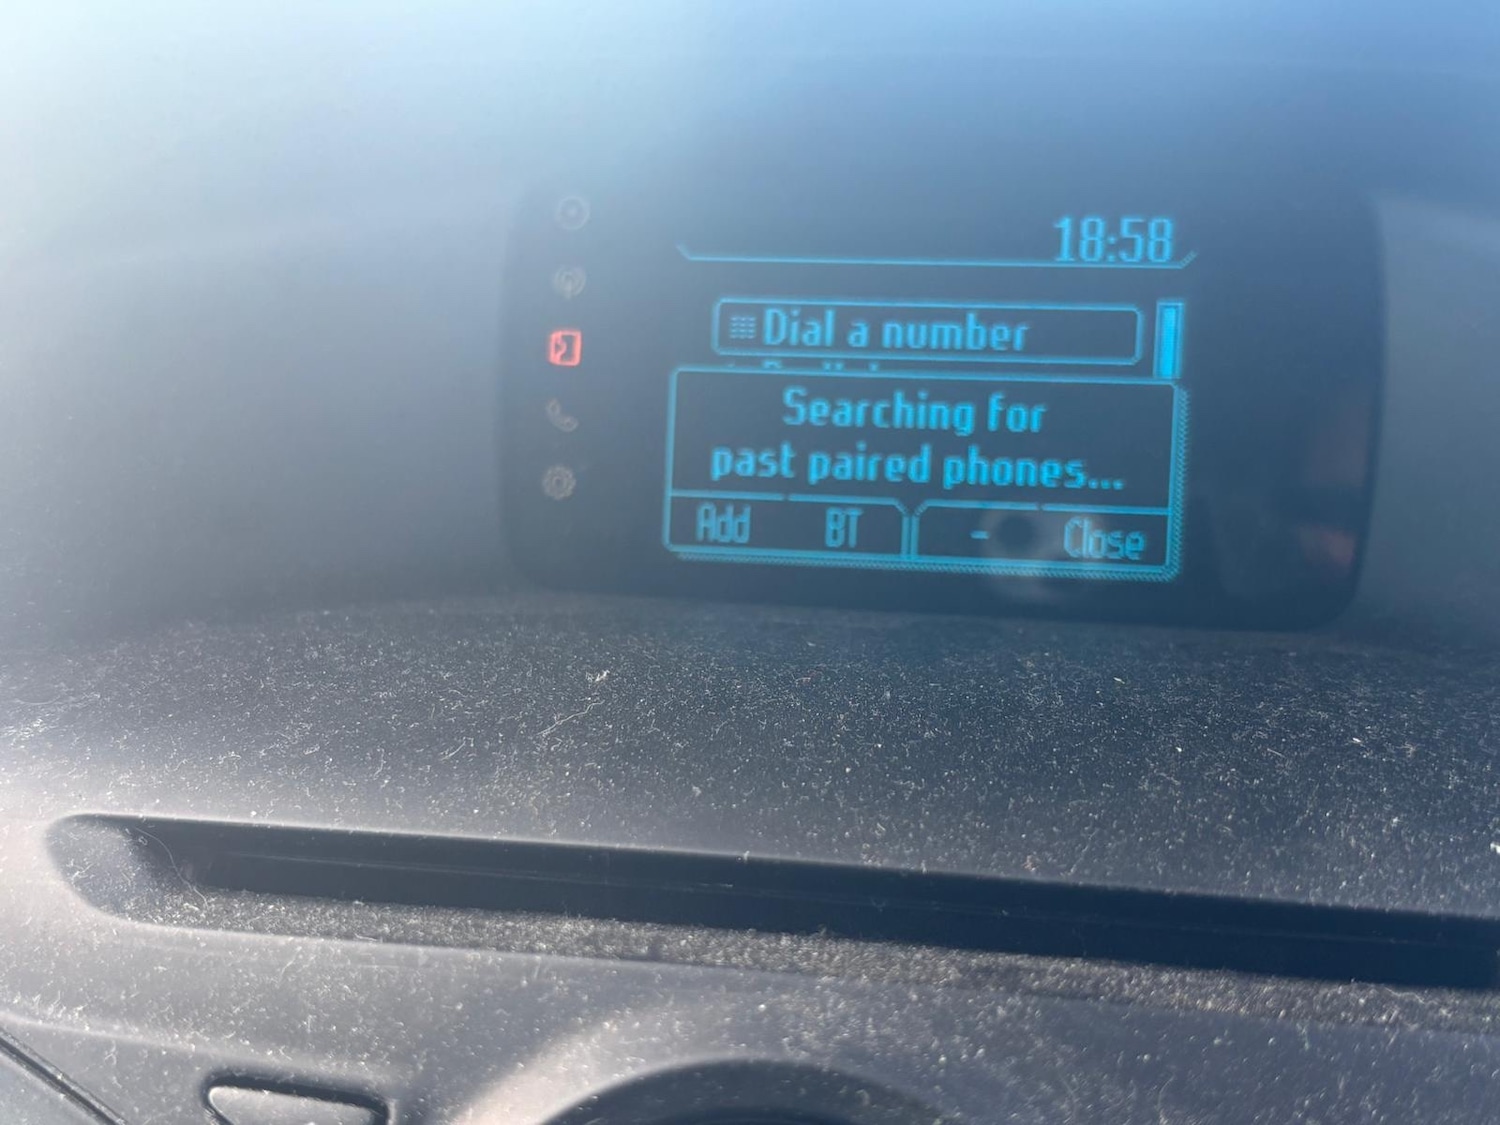 18:58
Dial a number
Searching for
past paired phones...
Add BT - Close